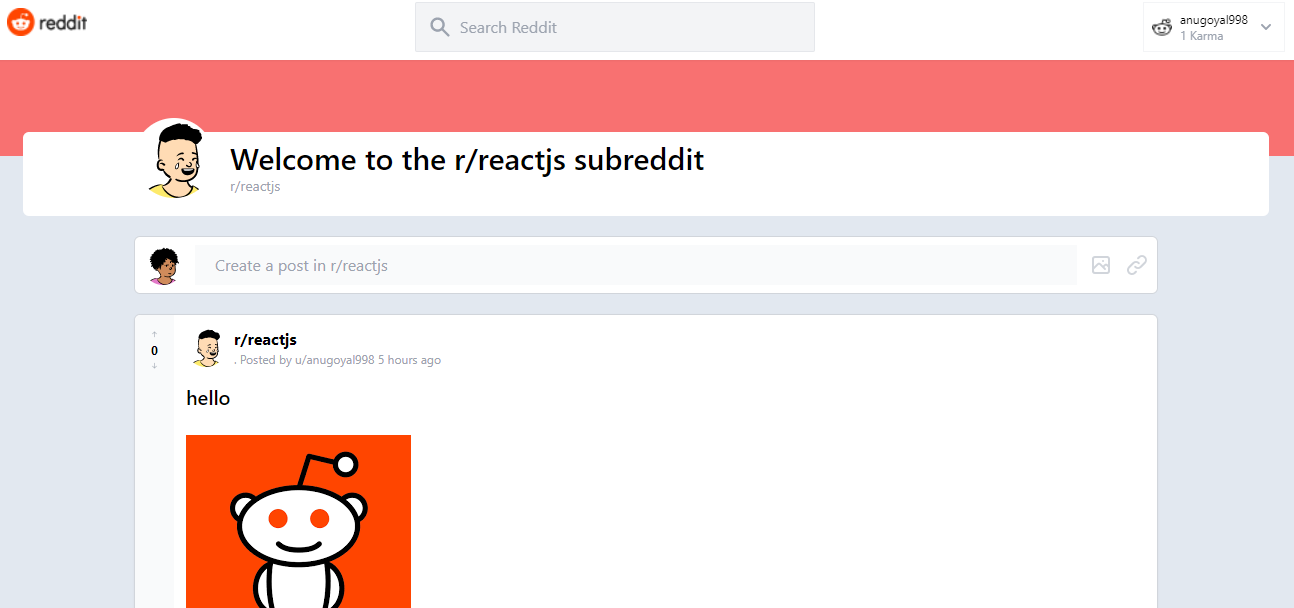 reddit
Search Reddit
anugoyal998
1 Karma
Welcome to the r/reactjs subreddit
r/reactjs
Create a post in r/reactjs
0
r/reactjs
. Posted by u/anugoyal998 5 hours ago
hello